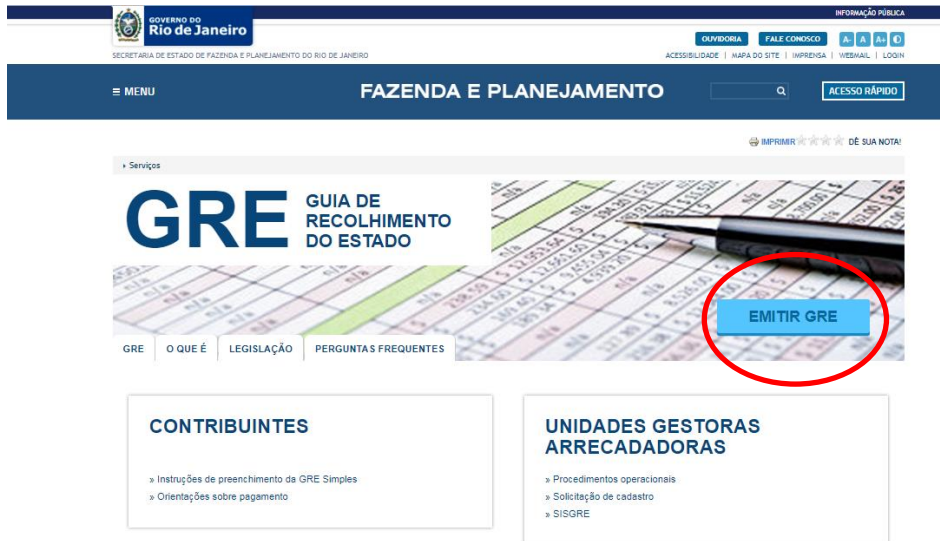 INFORMAÇÃO PÚBLICA
GOVERNO DO
Rio de Janeiro
OUVIDORIA FALE CONOSCO A- A A+
SECRETARIA DE ESTADO DE FAZENDA E PLANEJAMENTO DO RIO DE JANEIRO
ACESSIBILIDADE | MAPA DO SITE | IMPRENSA | WEBMAIL | LOGIN
≡ MENU
FAZENDA E PLANEJAMENTO
ACESSO RÁPIDO
IMPRIMIR DÊ SUA NOTA!
› Serviços
GRE
GUIA DE
RECOLHIMENTO
DO ESTADO
EMITIR GRE
GRE O QUE É LEGISLAÇÃO PERGUNTAS FREQUENTES
CONTRIBUINTES
» Instruções de preenchimento da GRE Simples
» Orientações sobre pagamento
UNIDADES GESTORAS
ARRECADADORAS
» Procedimentos operacionais
» Solicitação de cadastro
» SISGRE